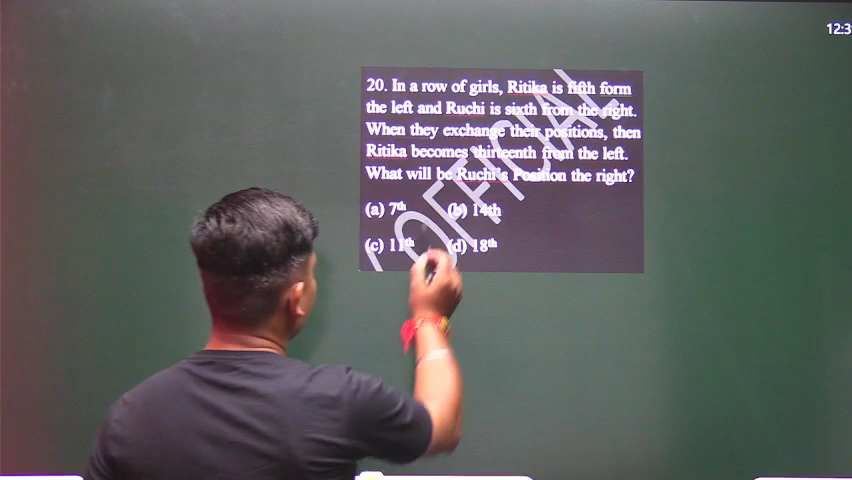 12:3
20. In a row of girls, Ritika is fifth form
the left and Ruchi is sixth from the right.
When they exchange their positions, then
Ritika becomes thirteenth from the left.
What will be Ruchi's Position the right?
(a) 7th (b) 14th
(c) 11th (d) 18th
OFFICIAL